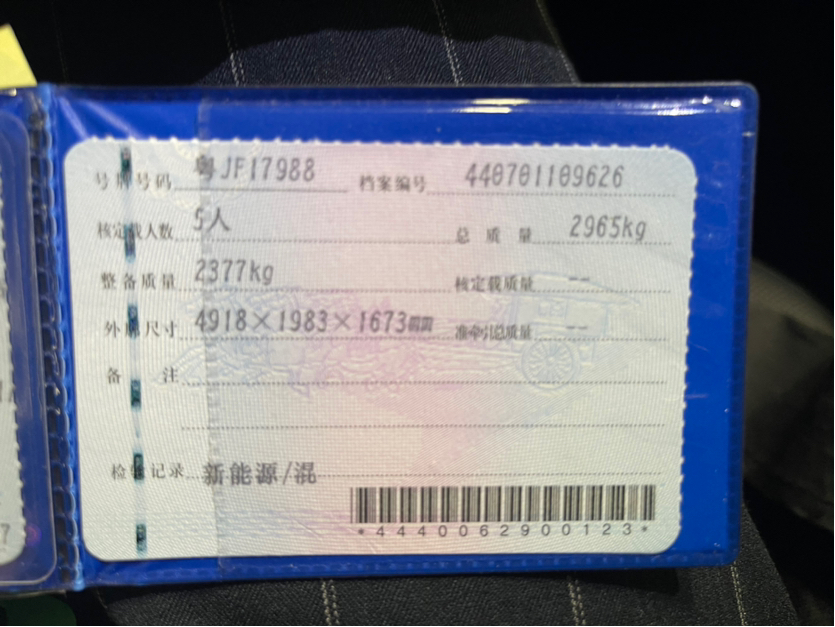 号牌号码 粤JF17988 档案编号 440701109626
核定载人数 5人 总质量 2965kg
整备质量 2377kg 核定载质量 --
外廓尺寸 4918×1983×1673mm 准牵引总质量 --
备注
检验记录 新能源/混
*4440062900123*